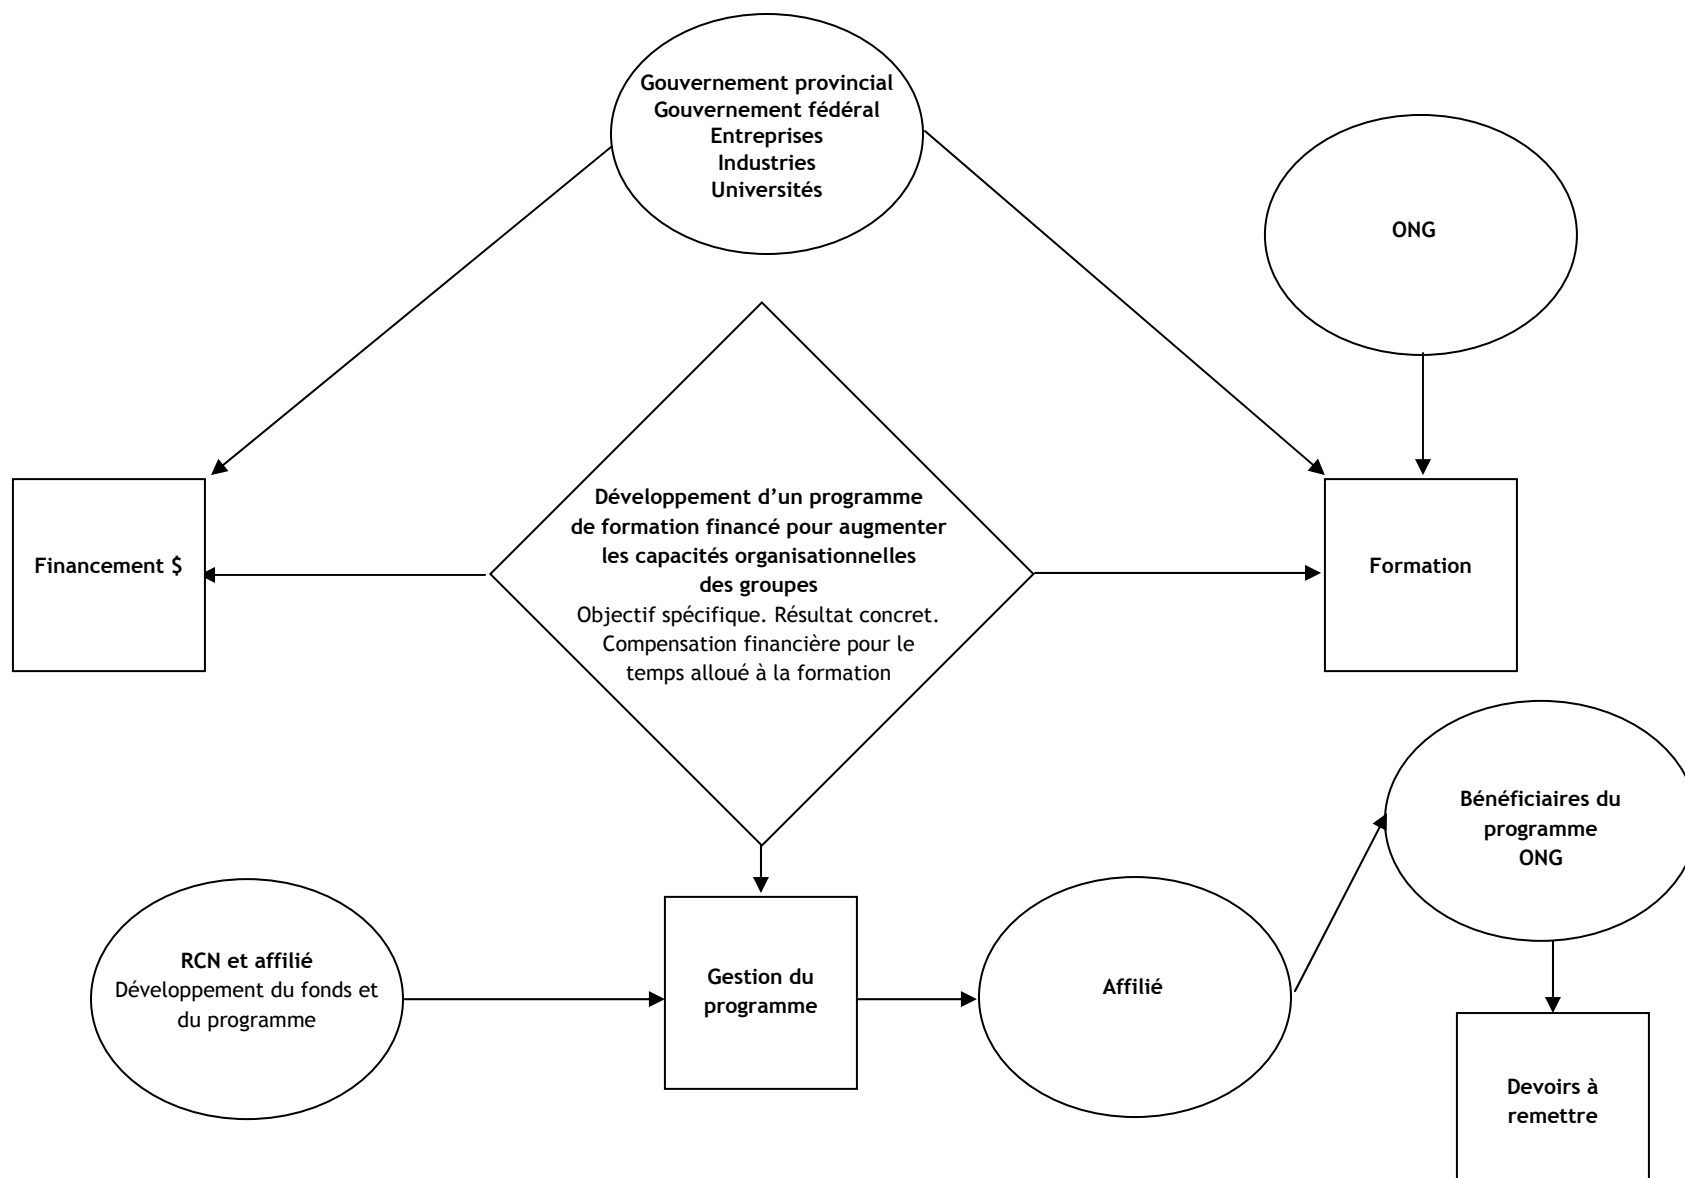 Gouvernement provincial
Gouvernement fédéral
Entreprises
Industries
Universités
ONG
Financement $
Développement d’un programme
de formation financé pour augmenter
les capacités organisationnelles
des groupes
Objectif spécifique. Résultat concret.
Compensation financière pour le
temps alloué à la formation
Formation
Bénéficiaires du
programme
ONG
RCN et affilié
Développement du fonds et
du programme
Gestion du
programme
Affilié
Devoirs à
remettre